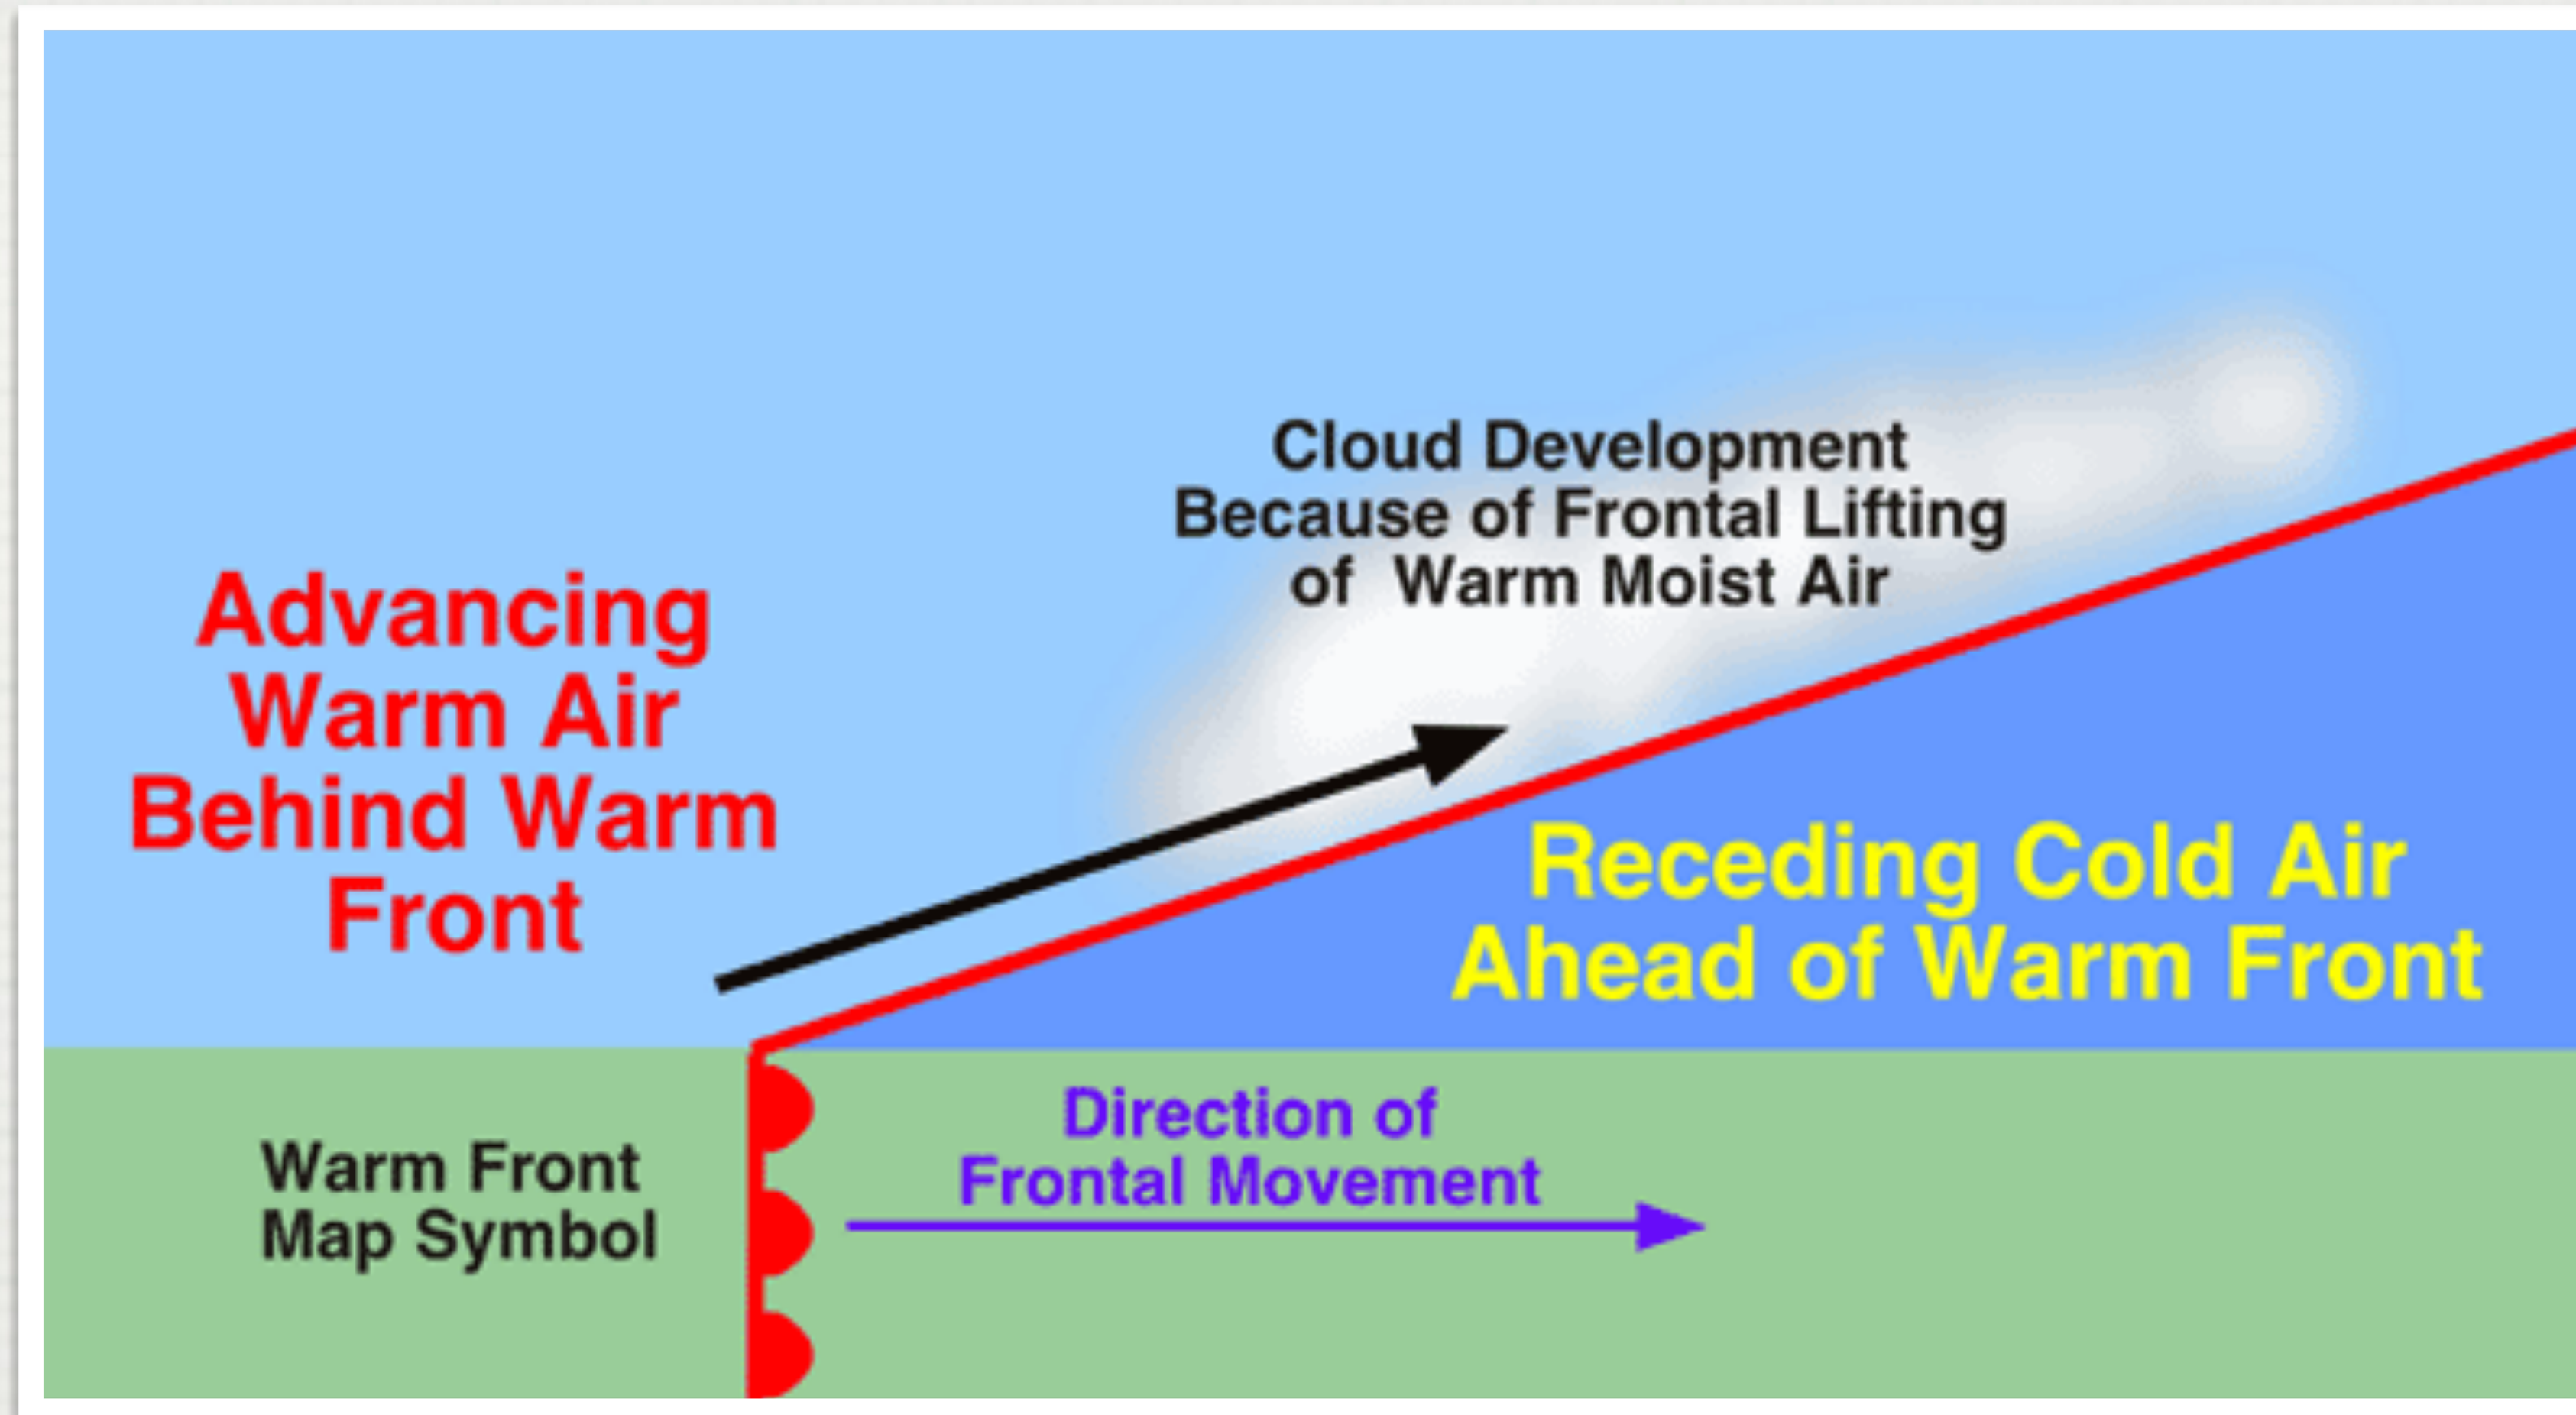 Cloud Development
Because of Frontal Lifting
of Warm Moist Air
Advancing
Warm Air
Behind Warm
Front
Receding Cold Air
Ahead of Warm Front
Warm Front
Map Symbol
Direction of
Frontal Movement